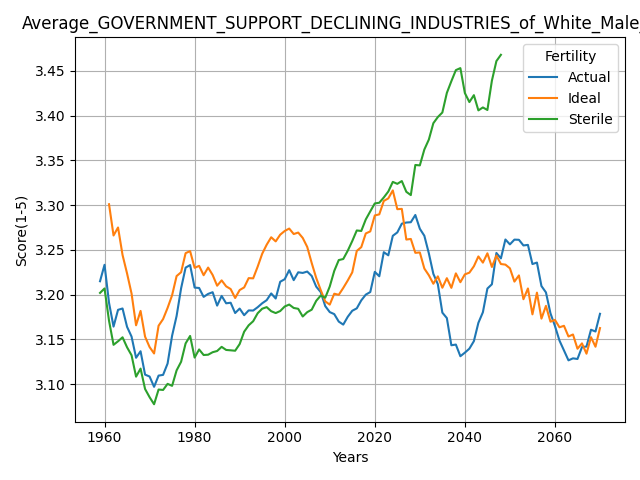 Average_GOVERNMENT_SUPPORT_DECLINING_INDUSTRIES_of_White_Male_
Fertility
Actual
Ideal
Sterile
3.45
3.40
3.35
3.30
3.25
3.20
3.15
3.10
Score(1-5)
1960 1980 2000 2020 2040 2060
Years